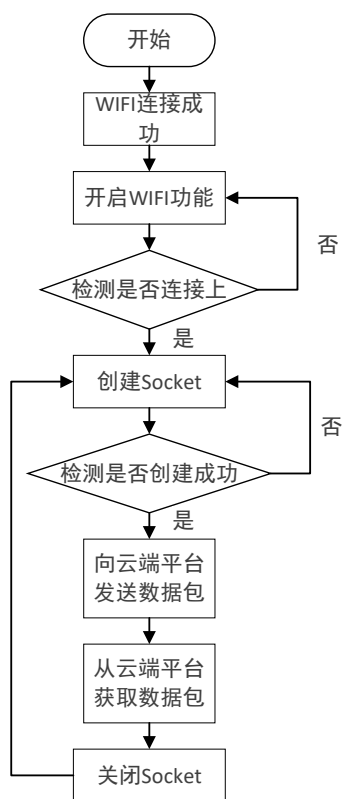 开始
WIFI连接成
功
开启WIFI功能
否
检测是否连接上
是
创建Socket
否
检测是否创建成功
是
向云端平台
发送数据包
从云端平台
获取数据包
关闭Socket